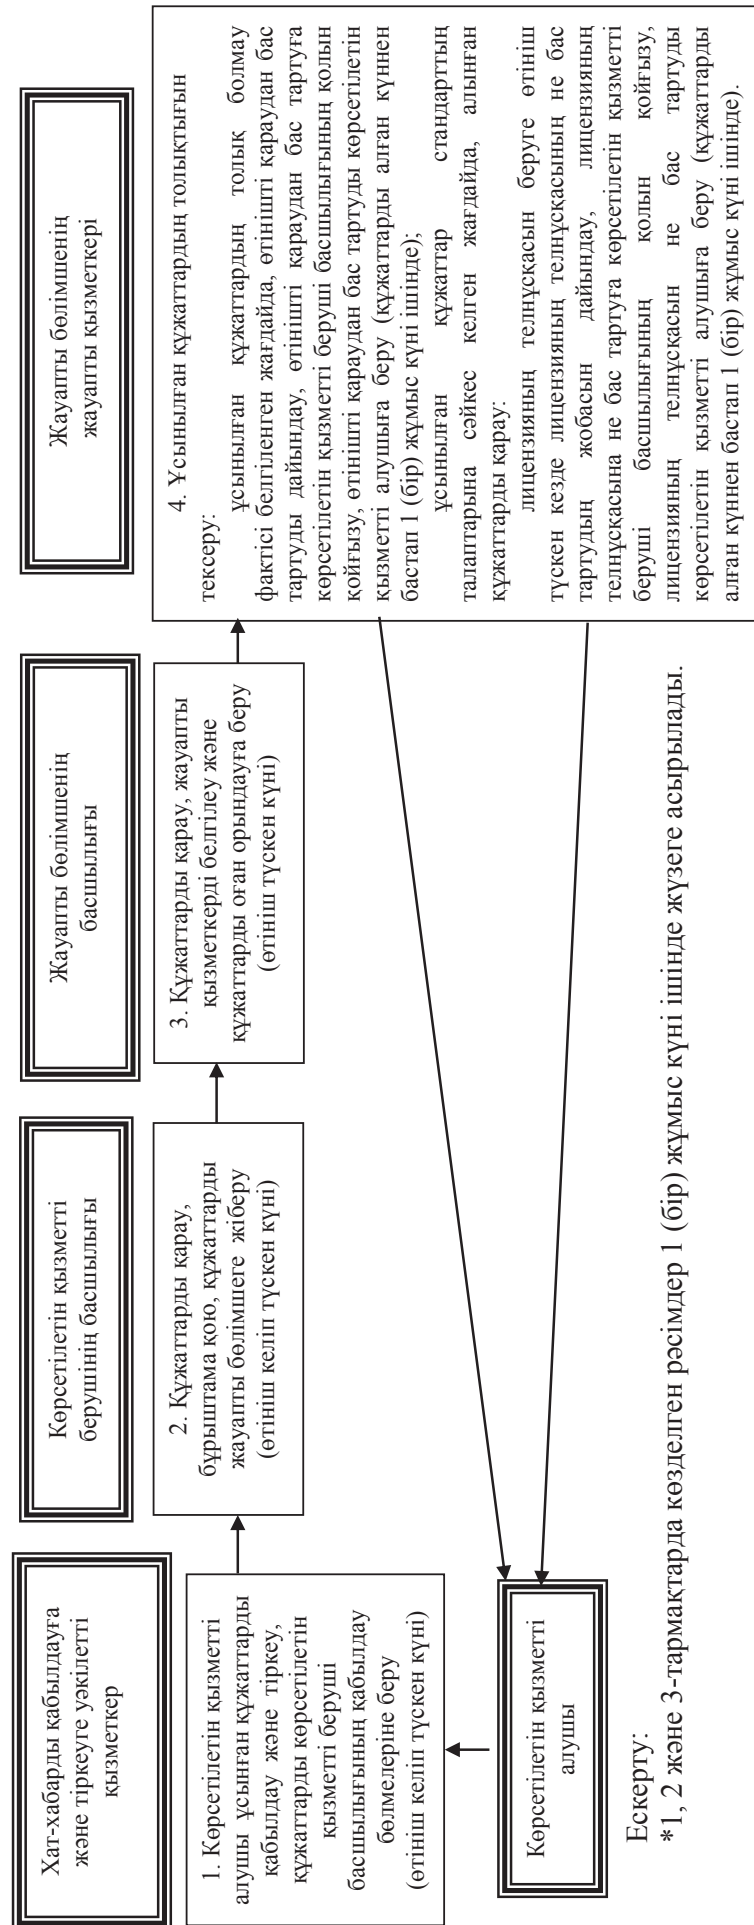 Хат-хабарды қабылдауға
және тіркеуге уәкілетті
қызметкер
Көрсетілетін қызметті
берушінің басшылығы
Жауапты бөлімшенің
басшылығы
Жауапты бөлімшенің
жауапты қызметкері
1. Көрсетілетін қызметті
алушы ұсынған құжаттарды
қабылдау және тіркеу,
құжаттарды көрсетілетін
қызметті беруші
басшылығының қабылдау
бөлмелеріне беру
(өтініш келіп түскен күні)
2. Құжаттарды қарау,
бұрыштама қою, құжаттарды
жауапты бөлімшеге жіберу
(өтініш келіп түскен күні)
3. Құжаттарды қарау, жауапты
қызметкерді белгілеу және
құжаттарды оған орындауға беру
(өтініш түскен күні)
4. Ұсынылған құжаттардың толықтығын
тексеру:
ұсынылған құжаттардың толық болмау
фактісі белгіленген жағдайда, өтінішті қараудан бас
тартуды дайындау, өтінішті қараудан бас тартуға
көрсетілетін қызметті беруші басшылығының қолын
қойғызу, өтінішті қараудан бас тартуды көрсетілетін
қызметті алушыға беру (құжаттарды алған күннен
бастап 1 (бір) жұмыс күні ішінде);
ұсынылған құжаттар стандарттың
талаптарына сәйкес келген жағдайда, алынған
құжаттарды қарау:
лицензияның телнұсқасын беруге өтініш
түскен кезде лицензияның телнұсқасының не бас
тартудың жобасын дайындау, лицензияның
телнұсқасына не бас тартуға көрсетілетін қызметті
беруші басшылығының қолын қойғызу,
лицензияның телнұсқасын не бас тартуды
көрсетілетін қызметті алушыға беру (құжаттарды
алған күннен бастап 1 (бір) жұмыс күні ішінде).
Көрсетілетін қызметті
алушы
Ескерту:
*1, 2 және 3-тармақтарда көзделген рәсімдер 1 (бір) жұмыс күні ішінде жүзеге асырылады.